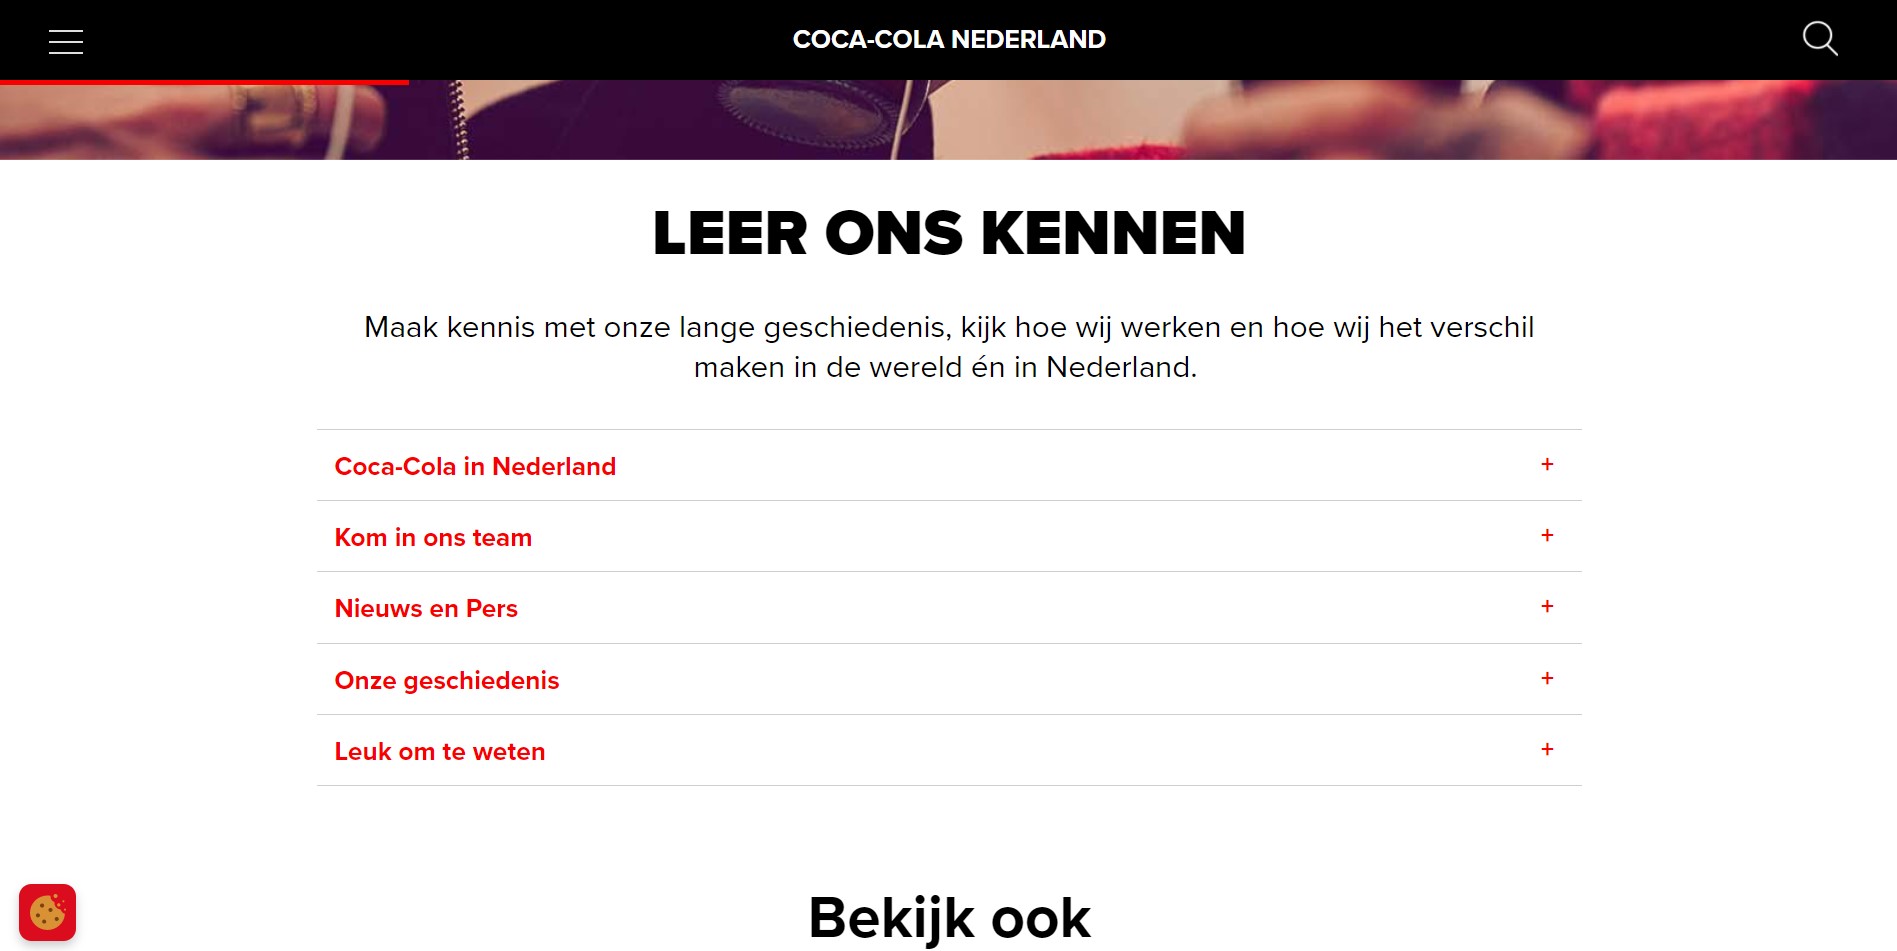 COCA-COLA NEDERLAND
LEER ONS KENNEN
Maak kennis met onze lange geschiedenis, kijk hoe wij werken en hoe wij het verschil
maken in de wereld én in Nederland.
Coca-Cola in Nederland +
Kom in ons team +
Nieuws en Pers +
Onze geschiedenis +
Leuk om te weten +
Bekijk ook